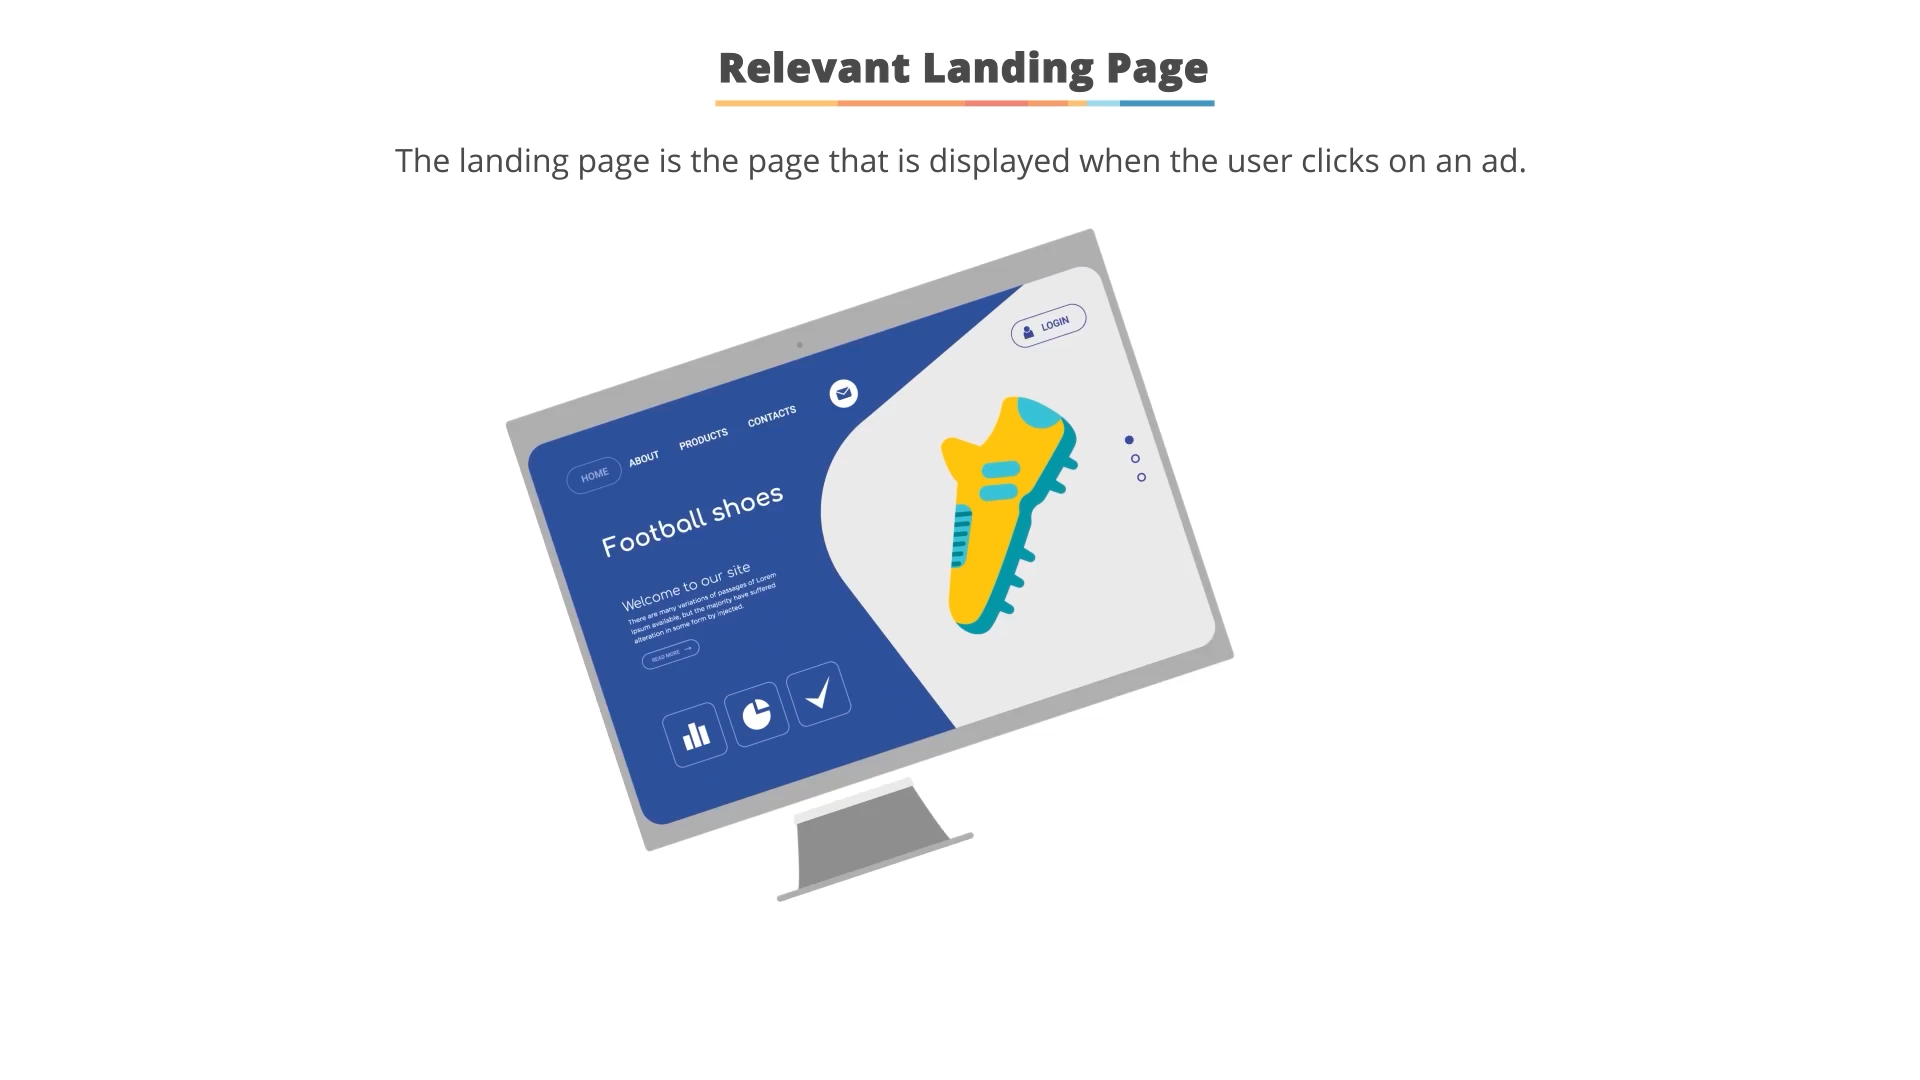 Relevant Landing Page
The landing page is the page that is displayed when the user clicks on an ad.
LOGIN
HOME ABOUT PRODUCTS CONTACTS
Football shoes
Welcome to our site
There are many variations of passages of Lorem
Ipsum available, but the majority have suffered
alteration in some form by injected.
READ MORE